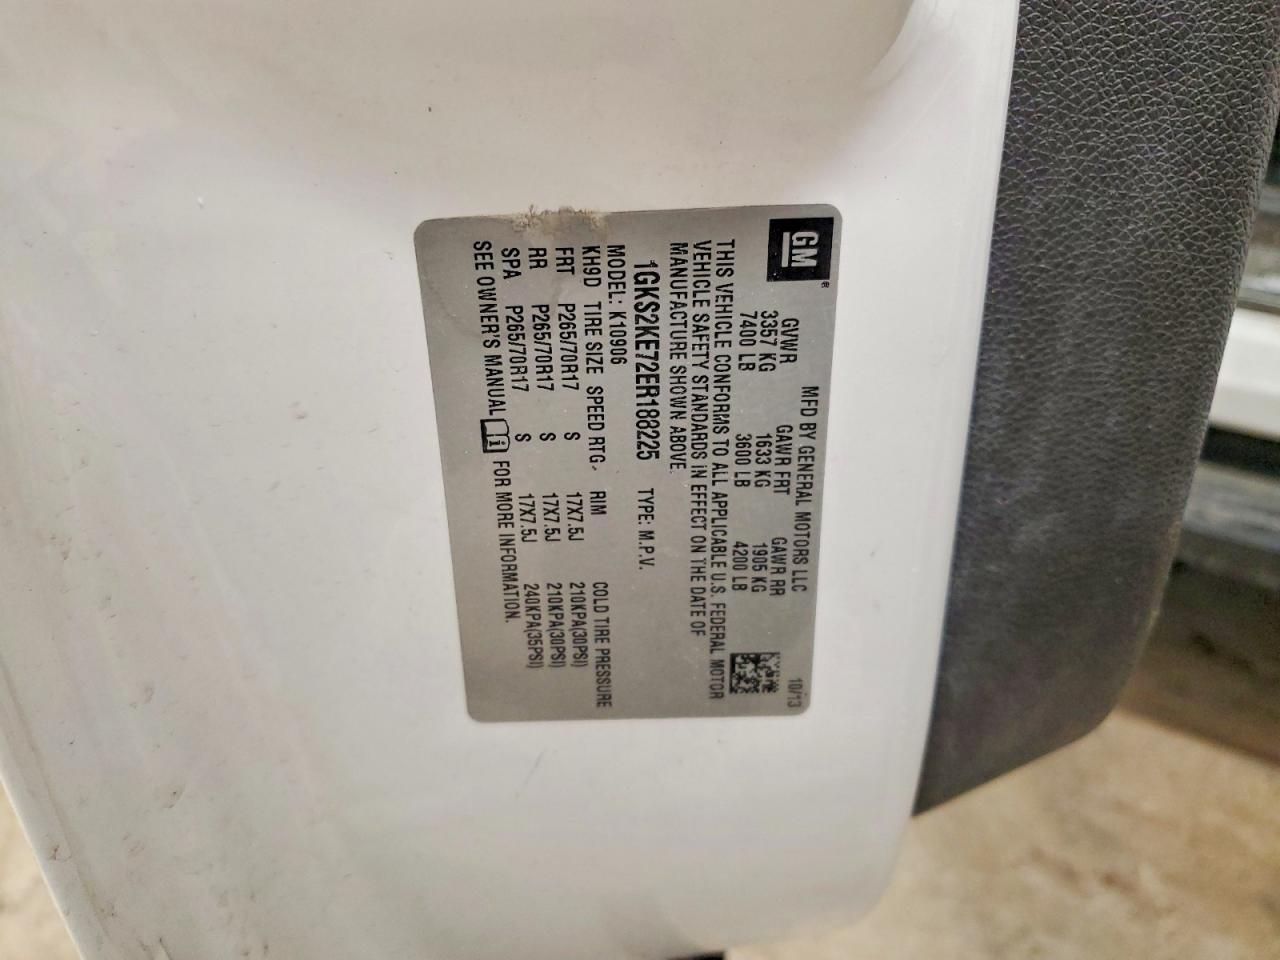 GM ®
MFD BY GENERAL MOTORS LLC 10/13
GVWR GAWR FRT GAWR RR
3357 KG 1633 KG 1905 KG
7400 LB 3600 LB 4200 LB
THIS VEHICLE CONFORMS TO ALL APPLICABLE U.S. FEDERAL MOTOR
VEHICLE SAFETY STANDARDS IN EFFECT ON THE DATE OF
MANUFACTURE SHOWN ABOVE.
1GKS2KE72ER188225 TYPE: M.P.V.
MODEL: K10906
KH9D TIRE SIZE SPEED RTG. RIM COLD TIRE PRESSURE
FRT P265/70R17 S 17X7.5J 210KPA(30PSI)
RR P265/70R17 S 17X7.5J 210KPA(30PSI)
SPA P265/70R17 S 17X7.5J 240KPA(35PSI)
SEE OWNER'S MANUAL i FOR MORE INFORMATION.